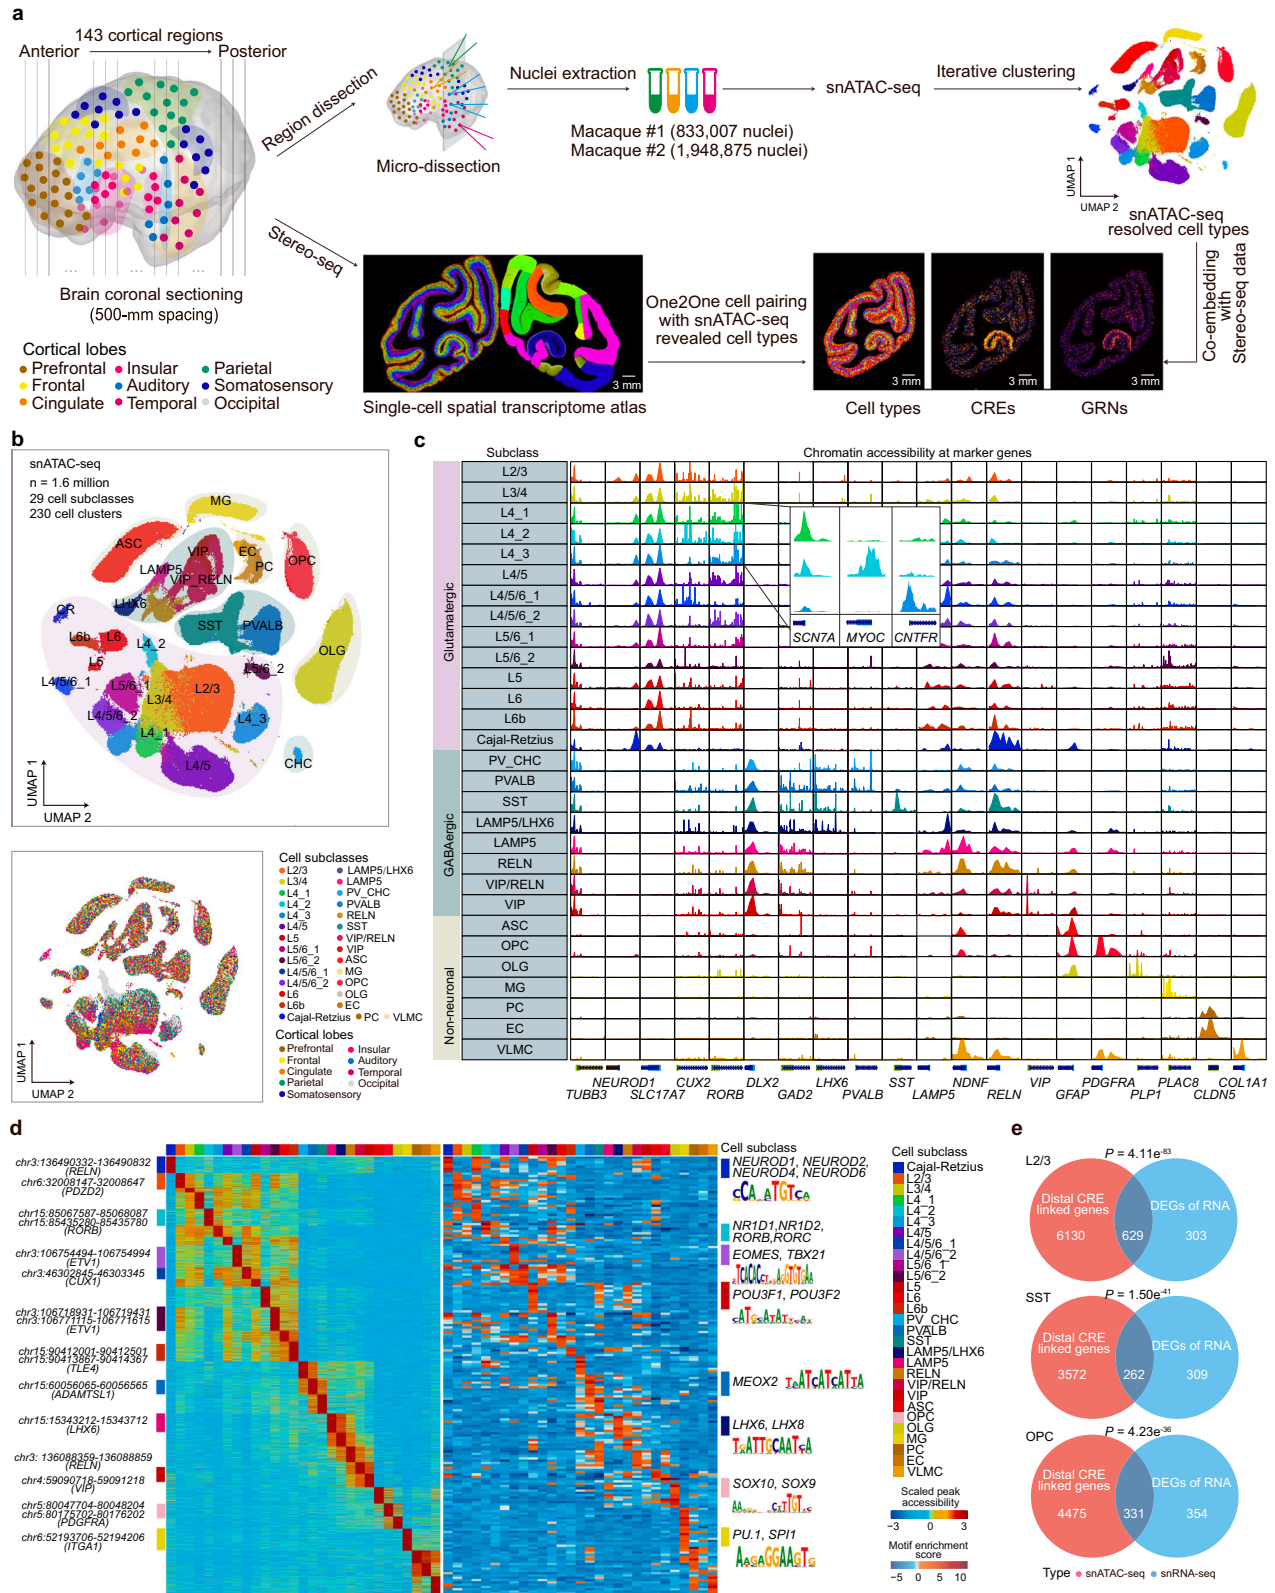 a
143 cortical regions
Anterior
Posterior
Region dissection
Micro-dissection
Nuclei extraction
Macaque #1 (833,007 nuclei)
Macaque #2 (1,948,875 nuclei)
snATAC-seq
Iterative clustering
UMAP 1
UMAP 2
snATAC-seq
resolved cell types
Co-embedding
with
Stereo-seq data
Stereo-seq
Brain coronal sectioning
(500-mm spacing)
... ...
Cortical lobes
Prefrontal
Insular
Parietal
Frontal
Auditory
Somatosensory
Cingulate
Temporal
Occipital
3 mm
Single-cell spatial transcriptome atlas
One2One cell pairing
with snATAC-seq
revealed cell types
3 mm
3 mm
3 mm
Cell types
CREs
GRNs
b
snATAC-seq
n = 1.6 million
29 cell subclasses
230 cell clusters
MG
ASC
VIP
EC
PC
OPC
LAMP5
VIP_RELN
LHX6
CR
SST
PVALB
L6b
L6
L4_2
OLG
L5
L5/6_2
L4/5/6_1
L5/6_1
L3/4
L2/3
L4/5/6_2
L4_1
L4_3
L4/5
CHC
UMAP 1
UMAP 2
UMAP 1
UMAP 2
Cell subclasses
L2/3
L3/4
L4_1
L4_2
L4_3
L4/5
L5
L5/6_1
L5/6_2
L4/5/6_1
L4/5/6_2
L6
L6b
LAMP5/LHX6
LAMP5
PV_CHC
PVALB
RELN
SST
VIP/RELN
VIP
ASC
MG
OPC
OLG
EC
Cajal-Retzius
PC
VLMC
Cortical lobes
Prefrontal
Frontal
Cingulate
Parietal
Somatosensory
Insular
Auditory
Temporal
Occipital
c
Subclass
Chromatin accessibility at marker genes
Glutamatergic
L2/3
L3/4
L4_1
L4_2
L4_3
L4/5
L4/5/6_1
L4/5/6_2
L5/6_1
L5/6_2
L5
L6
L6b
Cajal-Retzius
GABAergic
PV_CHC
PVALB
SST
LAMP5/LHX6
LAMP5
RELN
VIP/RELN
VIP
Non-neuronal
ASC
OPC
OLG
MG
PC
EC
VLMC
SCN7A
MYOC
CNTFR
NEUROD1
CUX2
DLX2
LHX6
SST
NDNF
VIP
PDGFRA
PLAC8
COL1A1
TUBB3
SLC17A7
RORB
GAD2
PVALB
LAMP5
RELN
GFAP
PLP1
CLDN5
d
chr3:136490332-136490832
(RELN)
chr6:32008147-32008647
(PDZD2)
chr15:85067587-85068087
chr15:85435280-85435780
(RORB)
chr3:106754494-106754994
(ETV1)
chr3:46302845-46303345
(CUX1)
chr3:106718931-106719431
chr3:106771115-106771615
(ETV1)
chr15:90412001-90412501
chr15:90413867-90414367
(TLE4)
chr15:60056065-60056565
(ADAMTSL1)
chr15:15343212-15343712
(LHX6)
chr3: 136088359-136088859
(RELN)
chr4:59090718-59091218
(VIP)
chr5:80047704-80048204
chr5:80175702-80176202
(PDGFRA)
chr6:52193706-52194206
(ITGA1)
Cell subclass
NEUROD1, NEUROD2,
NEUROD4, NEUROD6
NR1D1,NR1D2,
RORB,RORC
EOMES, TBX21
POU3F1, POU3F2
MEOX2
LHX6, LHX8
SOX10, SOX9
PU.1, SPI1
Cell subclass
Cajal-Retzius
L2/3
L3/4
L4_1
L4_2
L4_3
L4/5
L4/5/6_1
L4/5/6_2
L5/6_1
L5/6_2
L5
L6
L6b
PV_CHC
PVALB
SST
LAMP5/LHX6
LAMP5
RELN
VIP/RELN
VIP
ASC
OPC
OLG
MG
PC
EC
VLMC
Scaled peak
accessibility
−3 0 3
Motif enrichment
score
−5 0 5 10
e
L2/3
P = 4.11e-83
Distal CRE
linked genes
6130
629
DEGs of RNA
303
SST
P = 1.50e-41
Distal CRE
linked genes
3572
262
DEGs of RNA
309
OPC
P = 4.23e-36
Distal CRE
linked genes
4475
331
DEGs of RNA
354
Type
snATAC-seq
snRNA-seq